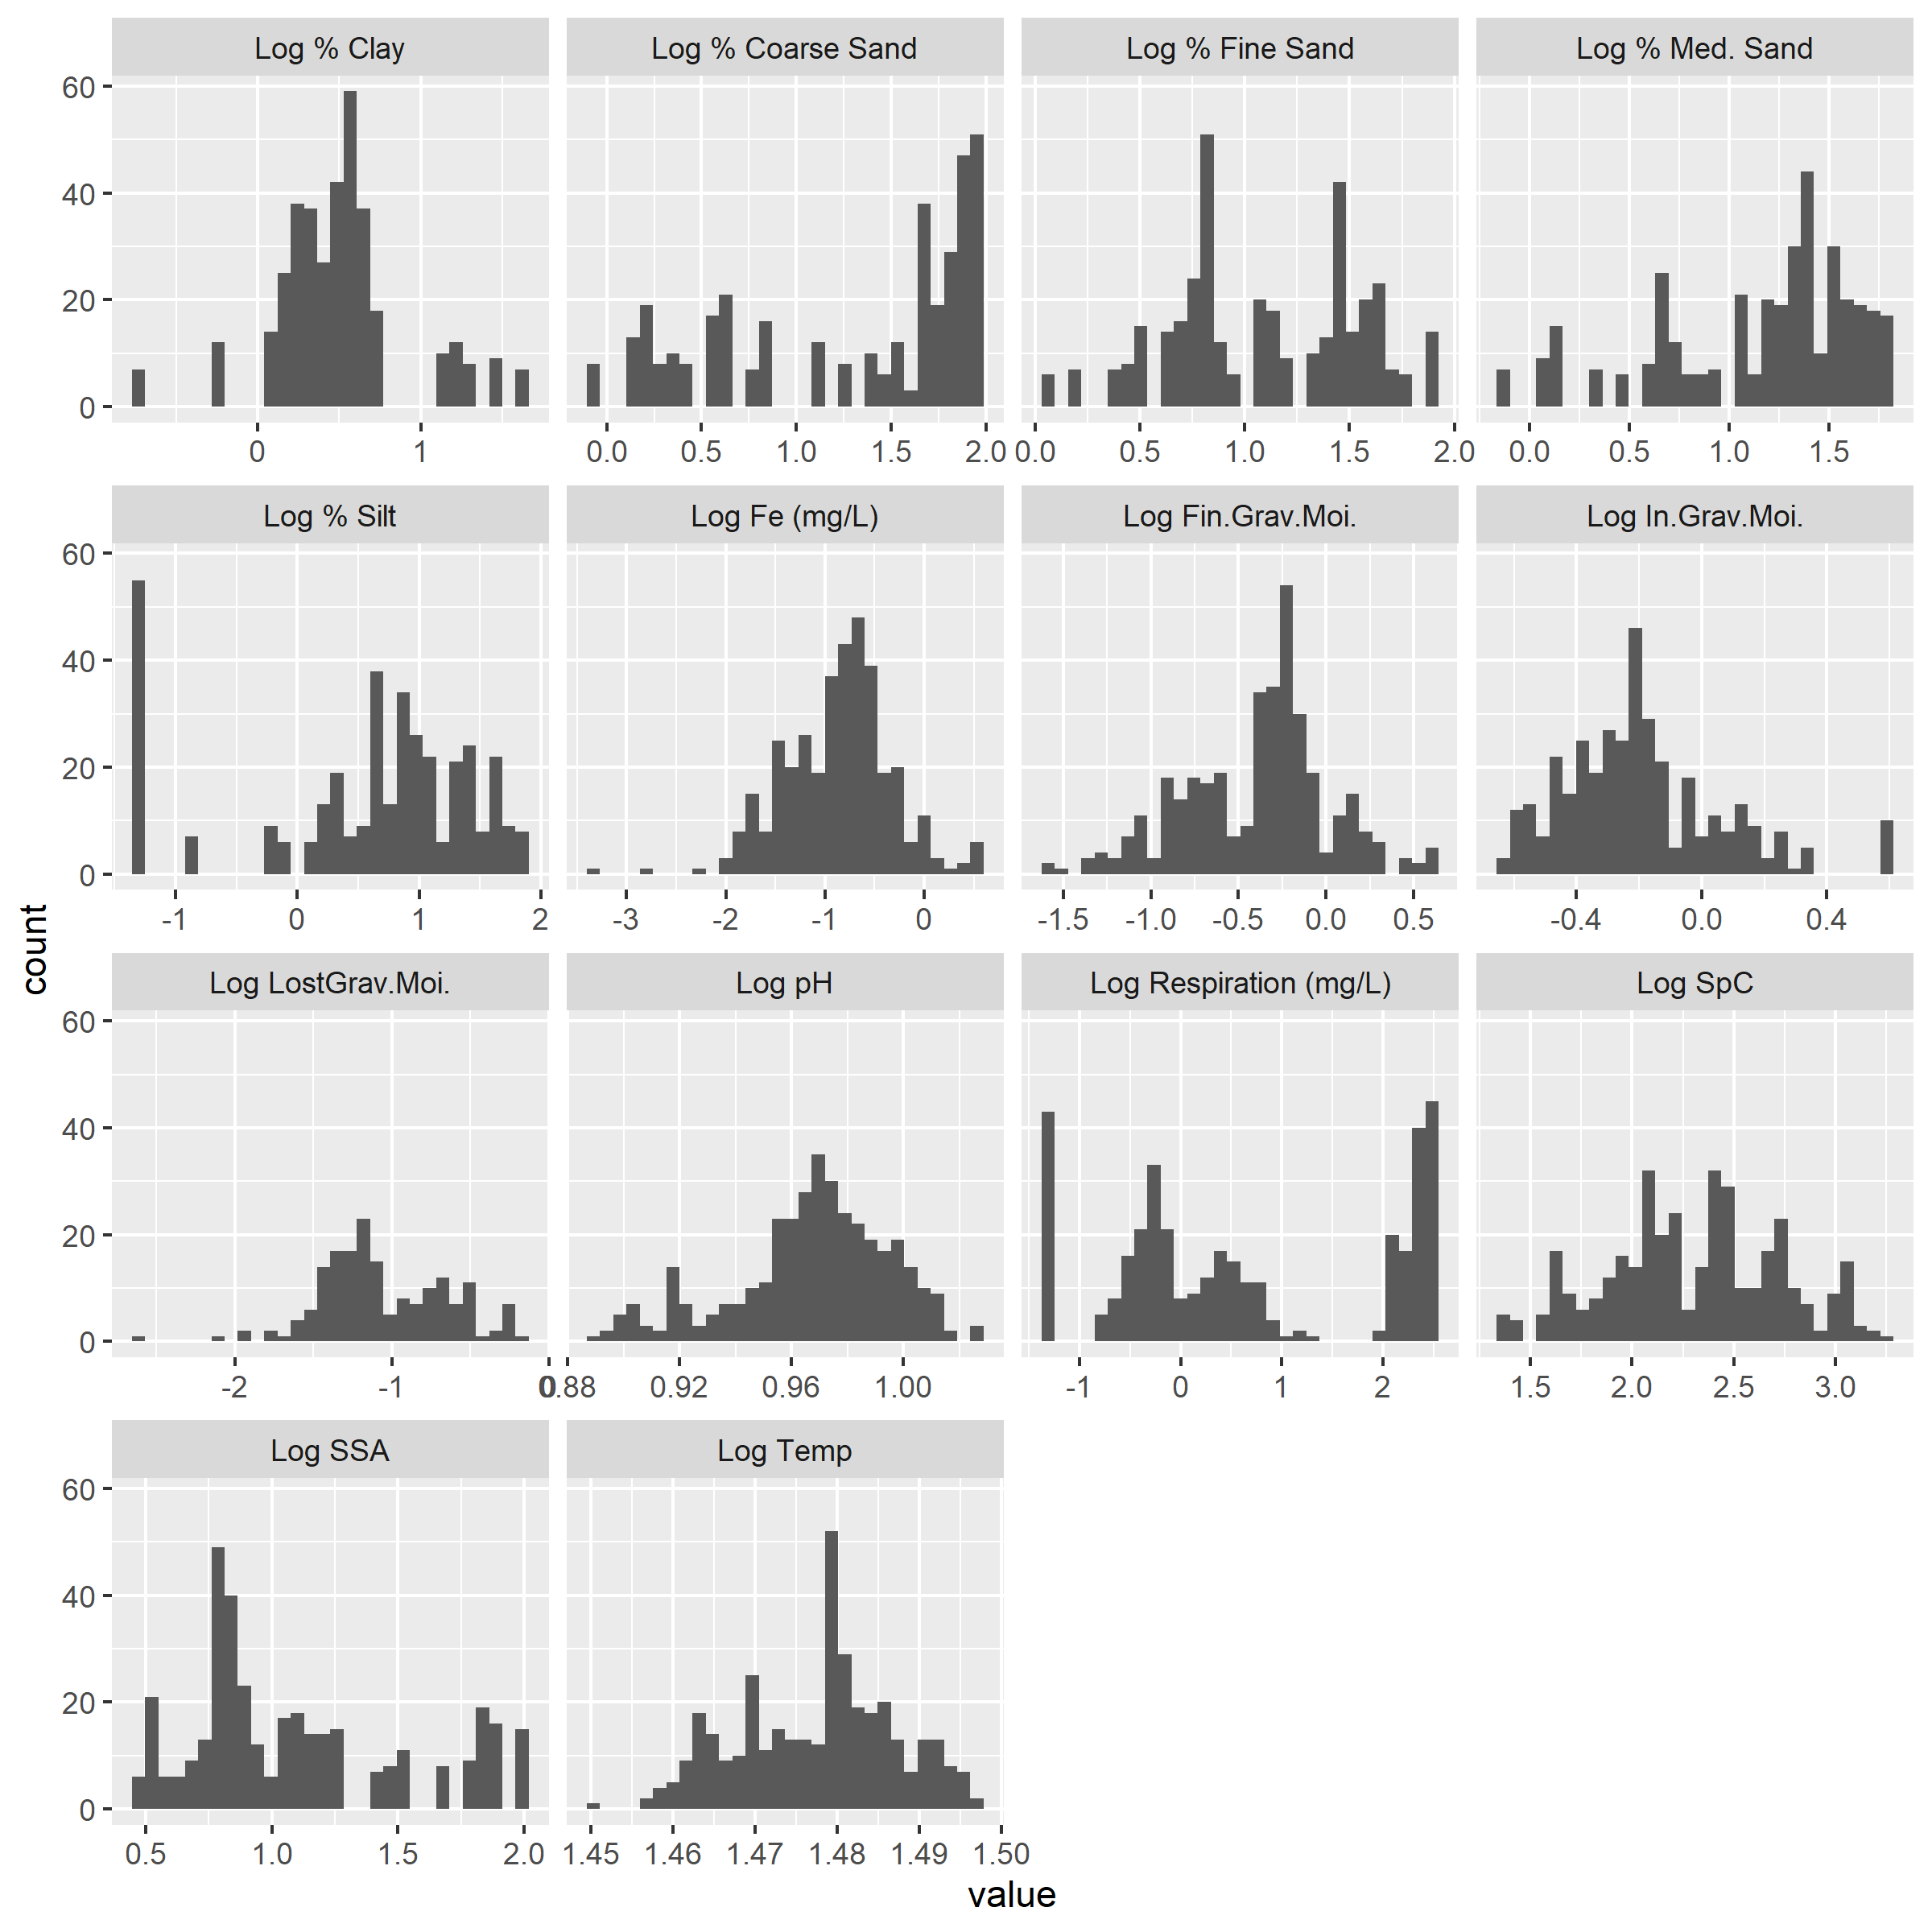 Log % Clay
Log % Coarse Sand
Log % Fine Sand
Log % Med. Sand
60
40
20
0
0 1
0.0 0.5 1.0 1.5 2.0
0.0 0.5 1.0 1.5 2.0
0.0 0.5 1.0 1.5
Log % Silt
Log Fe (mg/L)
Log Fin.Grav.Moi.
Log In.Grav.Moi.
60
40
20
0
-1 0 1 2
-3 -2 -1 0
-1.5 -1.0 -0.5 0.0 0.5
-0.4 0.0 0.4
count
Log LostGrav.Moi.
Log pH
Log Respiration (mg/L)
Log SpC
60
40
20
0
-2 -1 0
0.88 0.92 0.96 1.00
-1 0 1 2
1.5 2.0 2.5 3.0
Log SSA
Log Temp
60
40
20
0
0.5 1.0 1.5 2.0
1.45 1.46 1.47 1.48 1.49 1.50
value